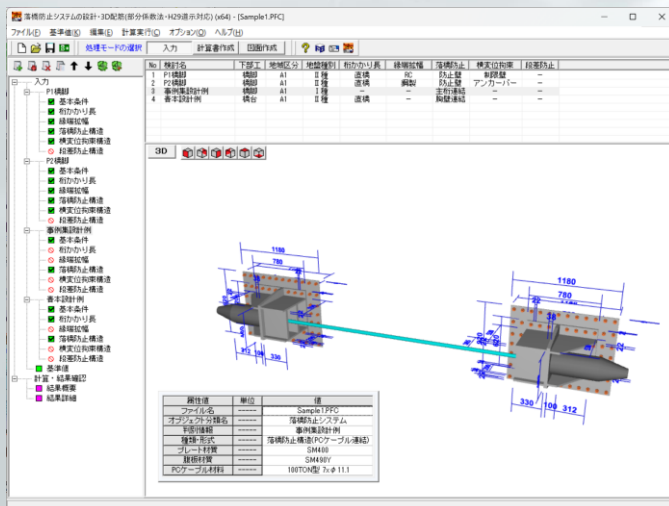 落橋防止システムの設計・3D配筋(部分係数法・H29道示対応) (x64) - [Sample1.PFC]
ファイル(F) 基準値(K) 編集(E) 計算実行(C) オプション(O) ヘルプ(H)
処理モードの選択 入力 計算書作成 図面作成
No 検討名 下部工 地域区分 地盤種別 桁かかり長 縁端拡幅 落橋防止 横変位拘束 段差防止
1 P1橋脚 橋脚 A1 Ⅱ種 直橋 RC 防止壁 制限壁 -
2 P2橋脚 橋脚 A1 Ⅱ種 直橋 鋼製 防止壁 アンカーバー -
3 事例集設計例 橋脚 A1 Ⅰ種 - - 主桁連結 - -
4 書本設計例 橋台 A1 Ⅱ種 直橋 - 胸壁連結 - -
入力
P1橋脚
基本条件
桁かかり長
縁端拡幅
落橋防止構造
横変位拘束構造
段差防止構造
P2橋脚
基本条件
桁かかり長
縁端拡幅
落橋防止構造
横変位拘束構造
段差防止構造
事例集設計例
基本条件
桁かかり長
縁端拡幅
落橋防止構造
横変位拘束構造
段差防止構造
書本設計例
基本条件
桁かかり長
縁端拡幅
落橋防止構造
横変位拘束構造
段差防止構造
基準値
計算・結果確認
結果概要
結果詳細
3D
1180
780
38
312 100 330
1180
780
22
38
22
330 100 312
属性値 単位 値
ファイル名 ----- Sample1.PFC
オブジェクト分類名 ----- 落橋防止システム
判別情報 ----- 事例集設計例
種類・形式 ----- 落橋防止構造(PCケーブル連結)
プレート材質 ----- SM400
腹板材質 ----- SM490Y
PCケーブル材料 ----- 100TON型 7xφ11.1